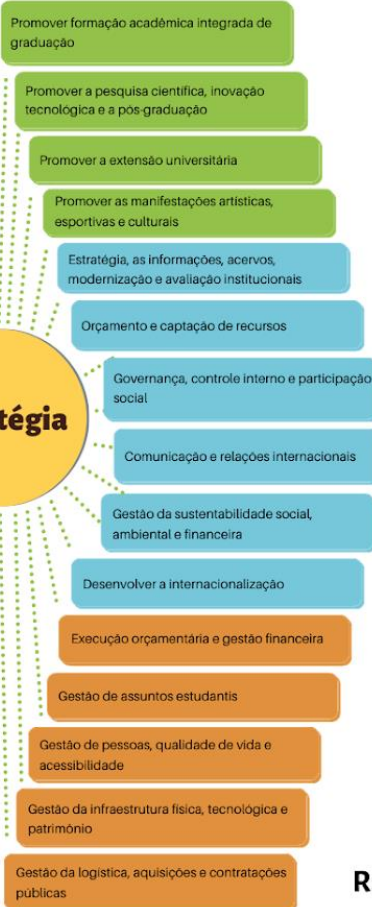 Promover formação acadêmica integrada de
graduação
Promover a pesquisa científica, inovação
tecnológica e a pós-graduação
Promover a extensão universitária
Promover as manifestações artísticas,
esportivas e culturais
Estratégia, as informações, acervos,
modernização e avaliação institucionais
Orçamento e captação de recursos
Governança, controle interno e participação
social
tégia
Comunicação e relações internacionais
Gestão da sustentabilidade social,
ambiental e financeira
Desenvolver a internacionalização
Execução orçamentária e gestão financeira
Gestão de assuntos estudantis
Gestão de pessoas, qualidade de vida e
acessibilidade
Gestão da infraestrutura física, tecnológica e
patrimônio
Gestão da logística, aquisições e contratações
públicas
R